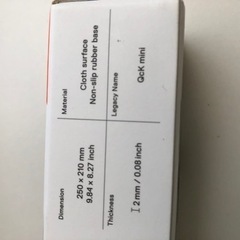 Dimension
250 x 210 mm
9.84 x 8.27 inch
Material
Cloth surface
Non-slip rubber base
Thickness
2 mm / 0.08 inch
Legacy Name
QcK mini